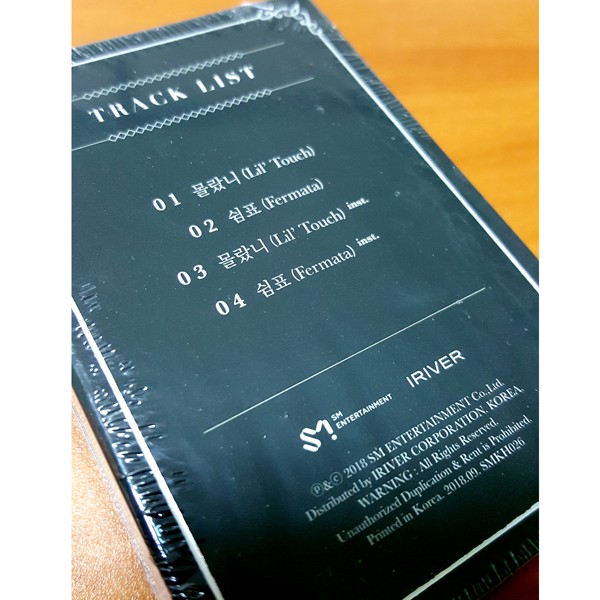 TRACK LIST
01 몰랐니 (Lil' Touch)
02 쉼표 (Fermata)
03 몰랐니 (Lil' Touch) inst.
04 쉼표 (Fermata) inst.
SM SM ENTERTAINMENT IRIVER
Ⓟ&ⓒ 2018 SM ENTERTAINMENT Co., Ltd.
Distributed by IRIVER CORPORATION. KOREA.
WARNING : All Rights Reserved.
Unauthorized Duplication & Rent is Prohibited.
Printed in Korea. 2018.09. SMKH026